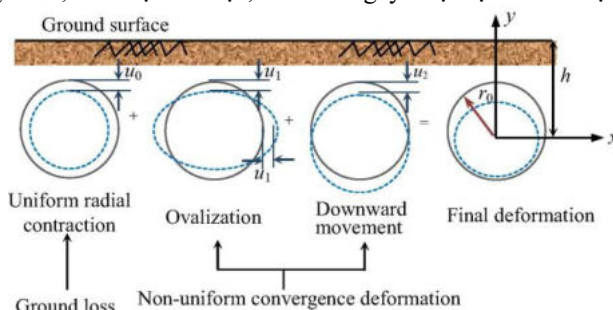 Ground surface
y
h
u₀
u₁
u₂
r₀
+
+
=
x
u₁
Uniform radial
contraction
Ovalization
Downward
movement
Final deformation
Ground loss
Non-uniform convergence deformation